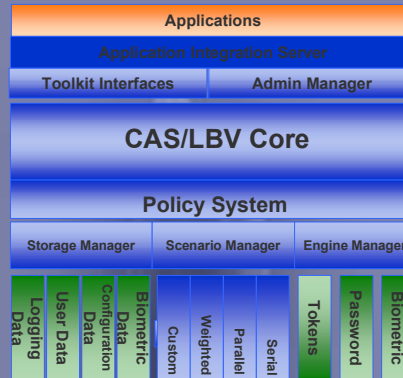 Applications
Application Integration Server
Toolkit Interfaces
Admin Manager
CAS/LBV Core
Policy System
Storage Manager
Scenario Manager
Engine Manager
Logging
Data
User Data
Configuration
Data
Biometric
Data
Custom
Weighted
Parallel
Serial
Tokens
Password
Biometric